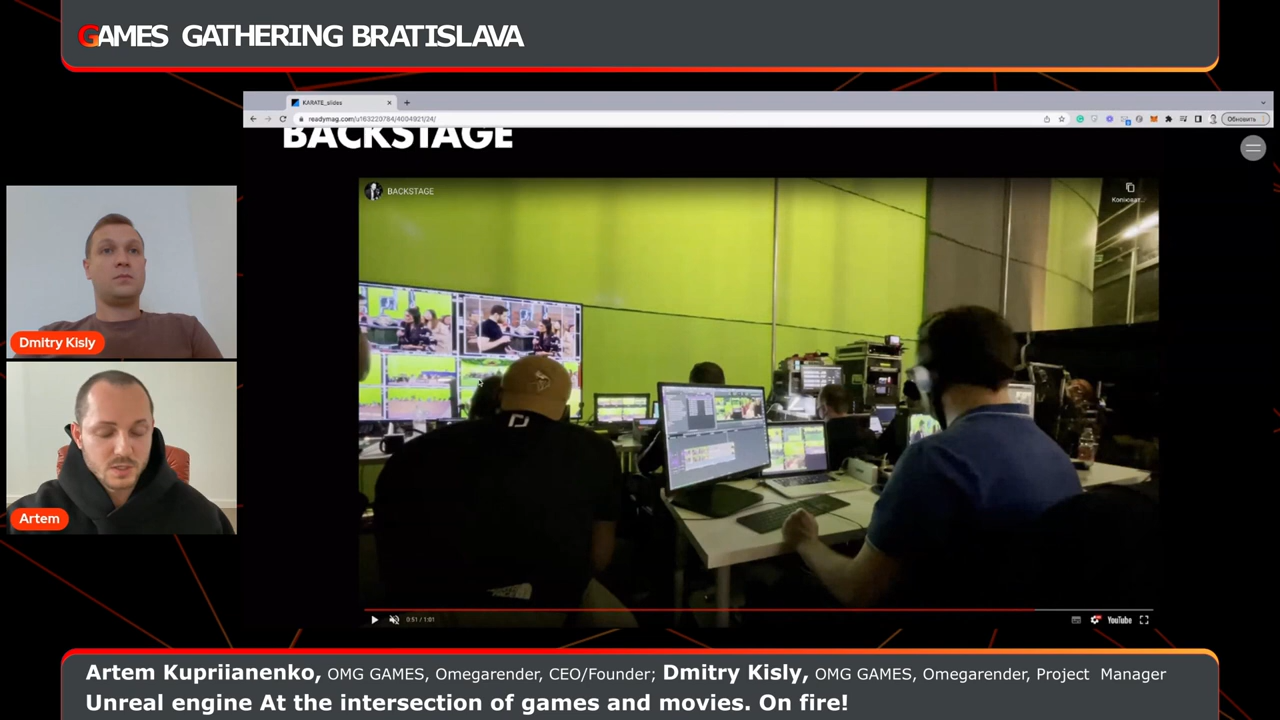 GAMES GATHERING BRATISLAVA
KARATE_slides
readymag.com/u163220784/4004921/24/
Обновить
BACKSTAGE
BACKSTAGE
Копіюват...
Dmitry Kisly
Artem
0:51 / 1:01
YouTube
Artem Kupriianenko, OMG GAMES, Omegarender, CEO/Founder; Dmitry Kisly, OMG GAMES, Omegarender, Project Manager
Unreal engine At the intersection of games and movies. On fire!